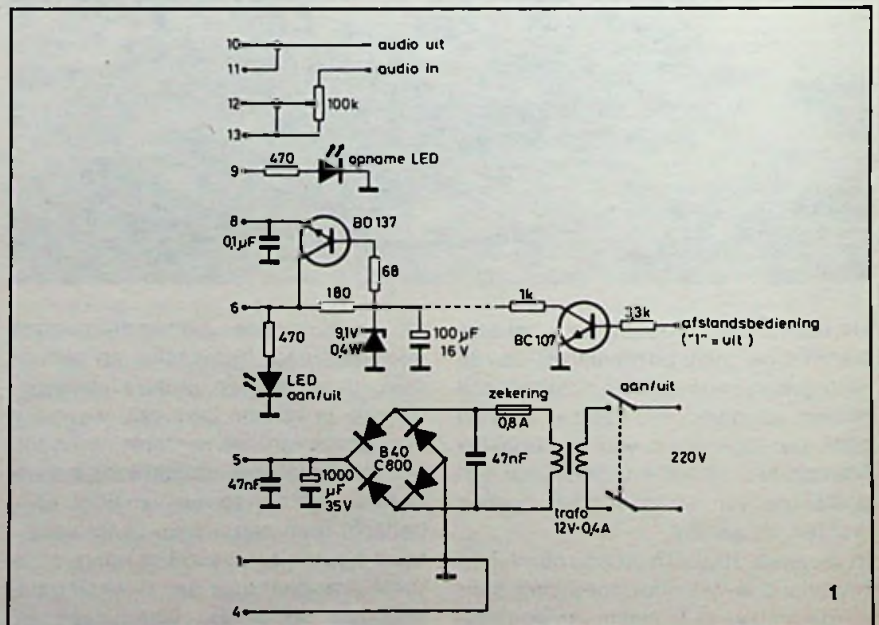 10 audio uit
11 audio in
12 100k
13
9 470 opname LED
8 BD 137
0,1µF
68
6 180 1k 3,3k afstandsbediening
("1" = uit)
470 9,1V
0,4W 100µF
16V BC 107
LED
aan/uit
zekering
0,8A aan/uit
5 B40
C800 47nF 220V
47nF 1000
µF
35V
trafo
12V-0,4A
1
4
1